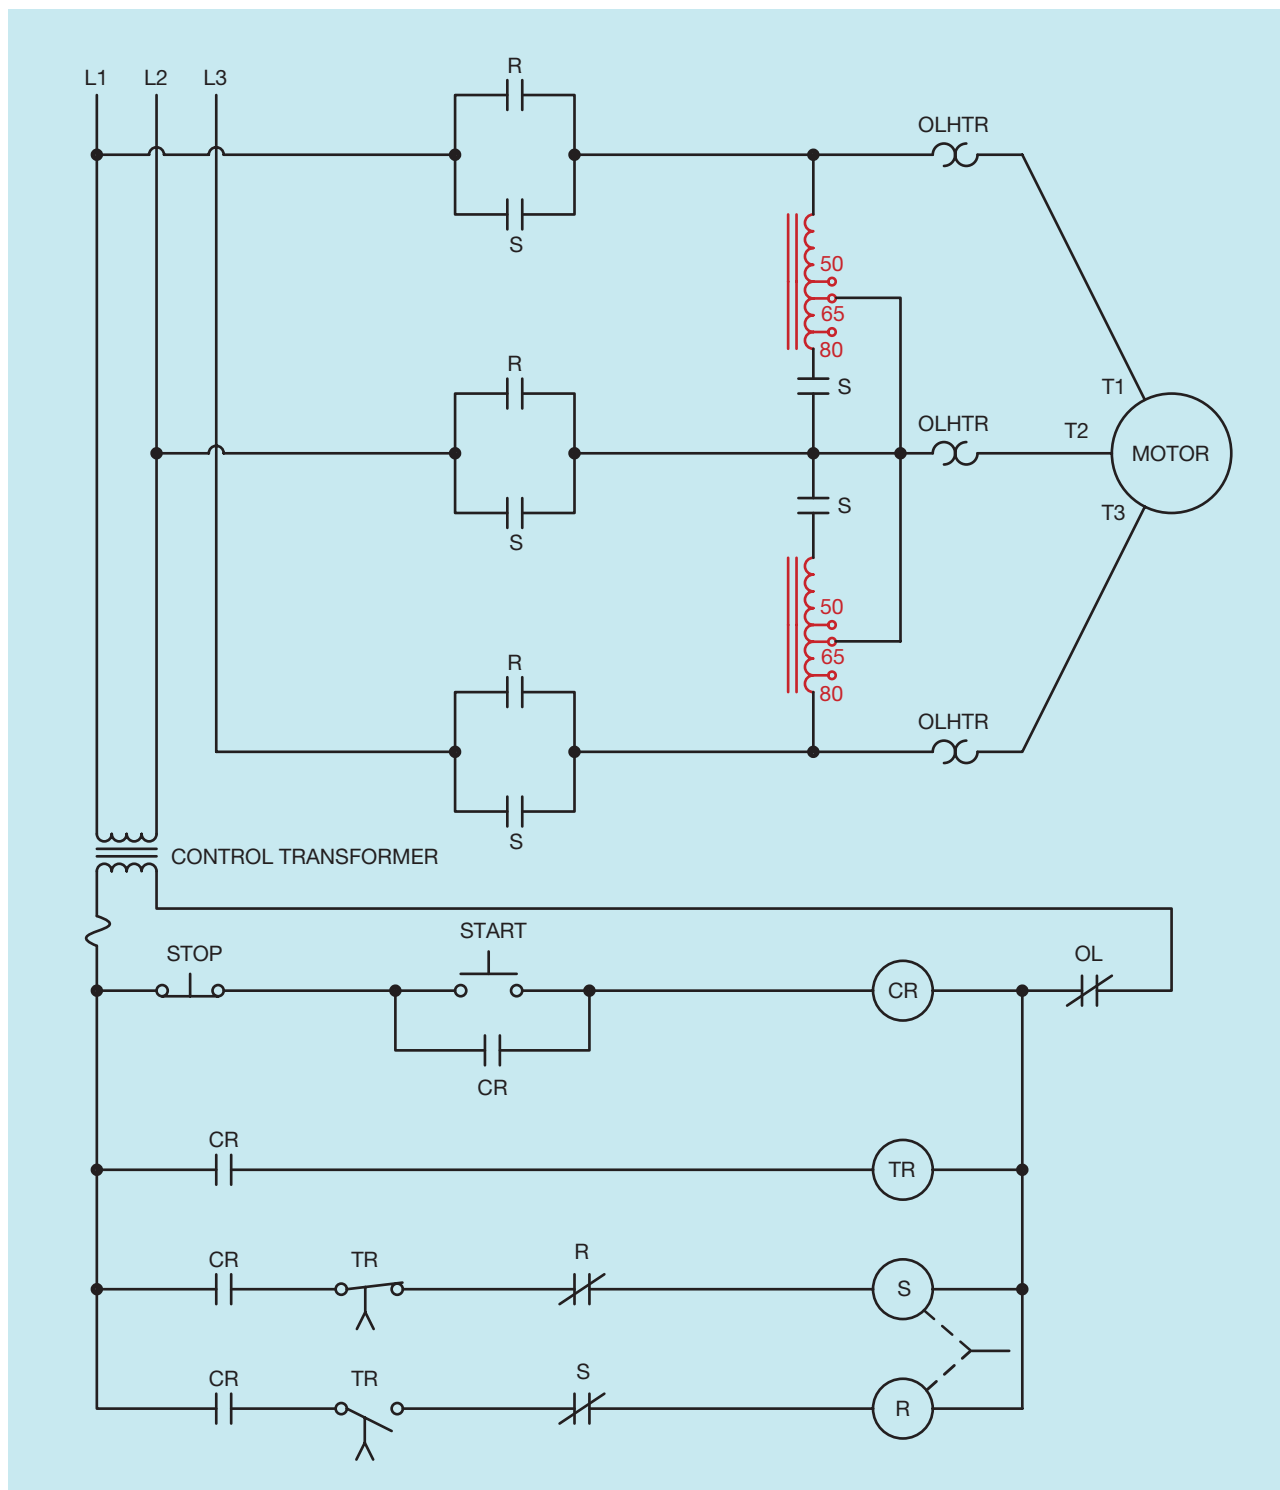 L1 L2 L3
R
OLHTR
S
50
65
80
R
S
T1
OLHTR
T2
MOTOR
S
S
T3
50
65
80
R
OLHTR
S
CONTROL TRANSFORMER
STOP
START
OL
CR
CR
CR
TR
CR
TR
R
S
CR
TR
S
R